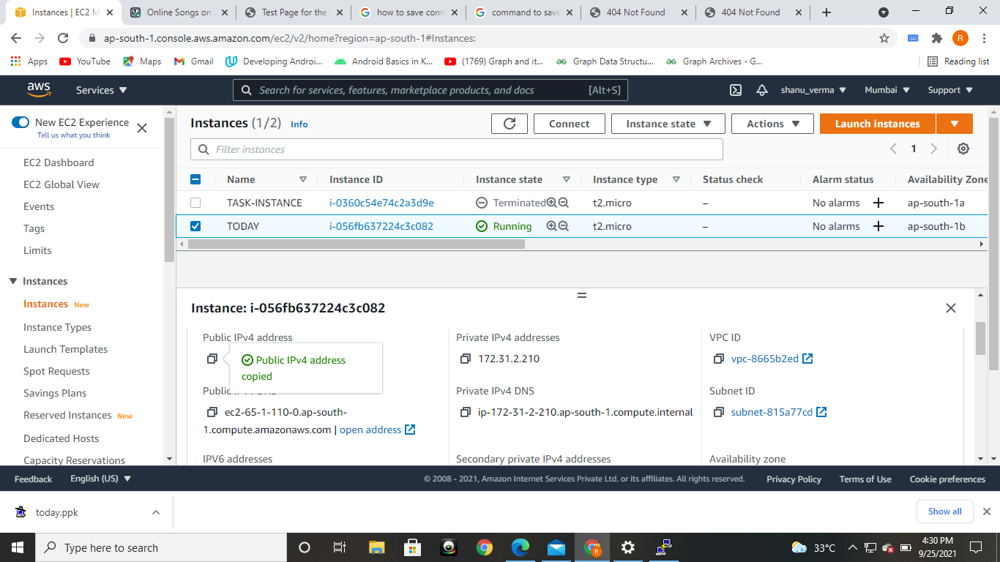 Instances | EC2 M
Online Songs on
Test Page for the
how to save com
command to save
404 Not Found
404 Not Found
ap-south-1.console.aws.amazon.com/ec2/v2/home?region=ap-south-1#Instances:
R
Apps
YouTube
Maps
Gmail
Developing Androi...
Android Basics in K...
(1769) Graph and it...
Graph Data Structu...
Graph Archives - G...
Reading list
aws
Services
Search for services, features, marketplace products, and docs
[Alt+S]
shanu_verma
Mumbai
Support
New EC2 Experience
Tell us what you think
EC2 Dashboard
EC2 Global View
Events
Tags
Limits
Instances
Instances New
Instance Types
Launch Templates
Spot Requests
Savings Plans
Reserved Instances New
Dedicated Hosts
Capacity Reservations
Instances (1/2) Info
Connect
Instance state
Actions
Launch instances
Filter instances
1
Name Instance ID Instance state Instance type Status check Alarm status Availability Zone
TASK-INSTANCE i-0360c54e74c2a3d9e Terminated t2.micro – No alarms + ap-south-1a
TODAY i-056fb637224c3c082 Running t2.micro – No alarms + ap-south-1b
Instance: i-056fb637224c3c082
Public IPv4 address
Public IPv4 address
copied
Public
ec2-65-1-110-0.ap-south-
1.compute.amazonaws.com | open address
IPV6 addresses
Private IPv4 addresses
172.31.2.210
Private IPv4 DNS
ip-172-31-2-210.ap-south-1.compute.internal
Secondary private IPv4 addresses
VPC ID
vpc-8665b2ed
Subnet ID
subnet-815a77cd
Availability zone
Feedback
English (US)
© 2008 - 2021, Amazon Internet Services Private Ltd. or its affiliates. All rights reserved.
Privacy Policy
Terms of Use
Cookie preferences
today.ppk
Show all
Type here to search
R
33°C
4:30 PM
9/25/2021